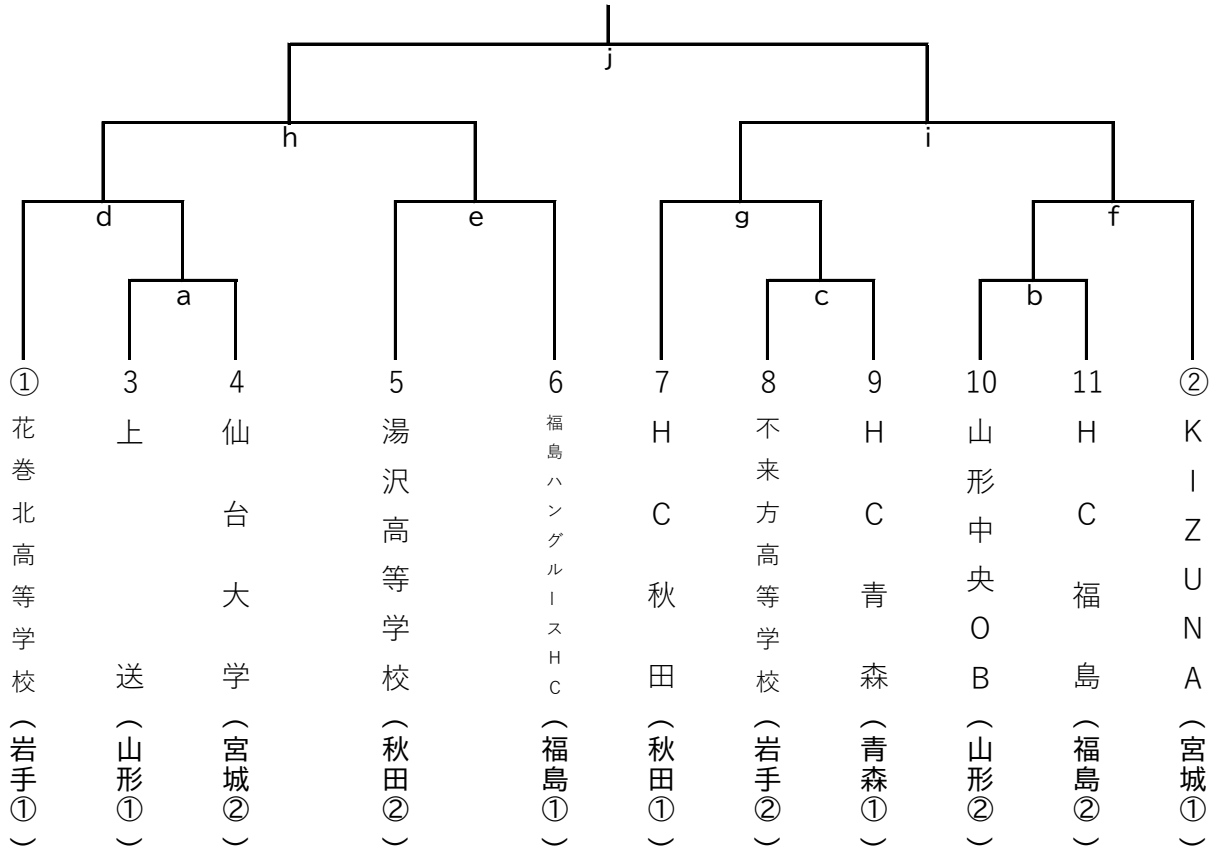 j
h
i
d
e
g
f
a
c
b
①
3
4
5
6
7
8
9
10
11
②
花巻北高等学校(岩手①)
上送(山形①)
仙台大学(宮城②)
湯沢高等学校(秋田②)
福島ハングルースHC(福島①)
HC秋田(秋田①)
不来方高等学校(岩手②)
HC青森(青森①)
山形中央OB(山形②)
HC福島(福島②)
KIZUNA(宮城①)